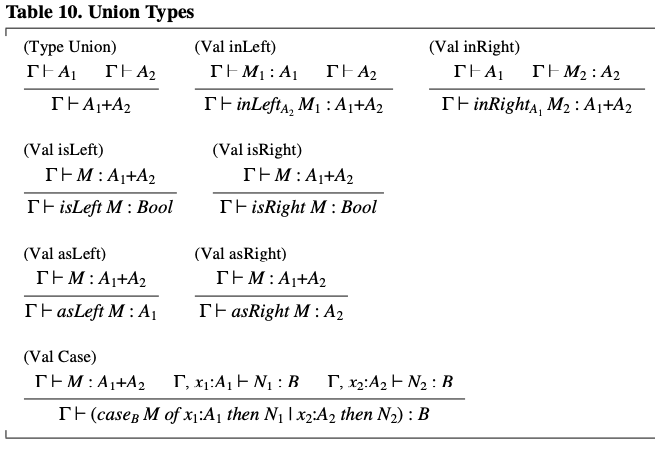 Table 10. Union Types
(Type Union) (Val inLeft) (Val inRight)
Γ ⊢ A₁ Γ ⊢ A₂ Γ ⊢ M₁ : A₁ Γ ⊢ A₂ Γ ⊢ A₁ Γ ⊢ M₂ : A₂
Γ ⊢ A₁+A₂ Γ ⊢ inLeft_A₂ M₁ : A₁+A₂ Γ ⊢ inRight_A₁ M₂ : A₁+A₂
(Val isLeft) (Val isRight)
Γ ⊢ M : A₁+A₂ Γ ⊢ M : A₁+A₂
Γ ⊢ isLeft M : Bool Γ ⊢ isRight M : Bool
(Val asLeft) (Val asRight)
Γ ⊢ M : A₁+A₂ Γ ⊢ M : A₁+A₂
Γ ⊢ asLeft M : A₁ Γ ⊢ asRight M : A₂
(Val Case)
Γ ⊢ M : A₁+A₂ Γ, x₁:A₁ ⊢ N₁ : B Γ, x₂:A₂ ⊢ N₂ : B
Γ ⊢ (case_B M of x₁:A₁ then N₁ | x₂:A₂ then N₂) : B